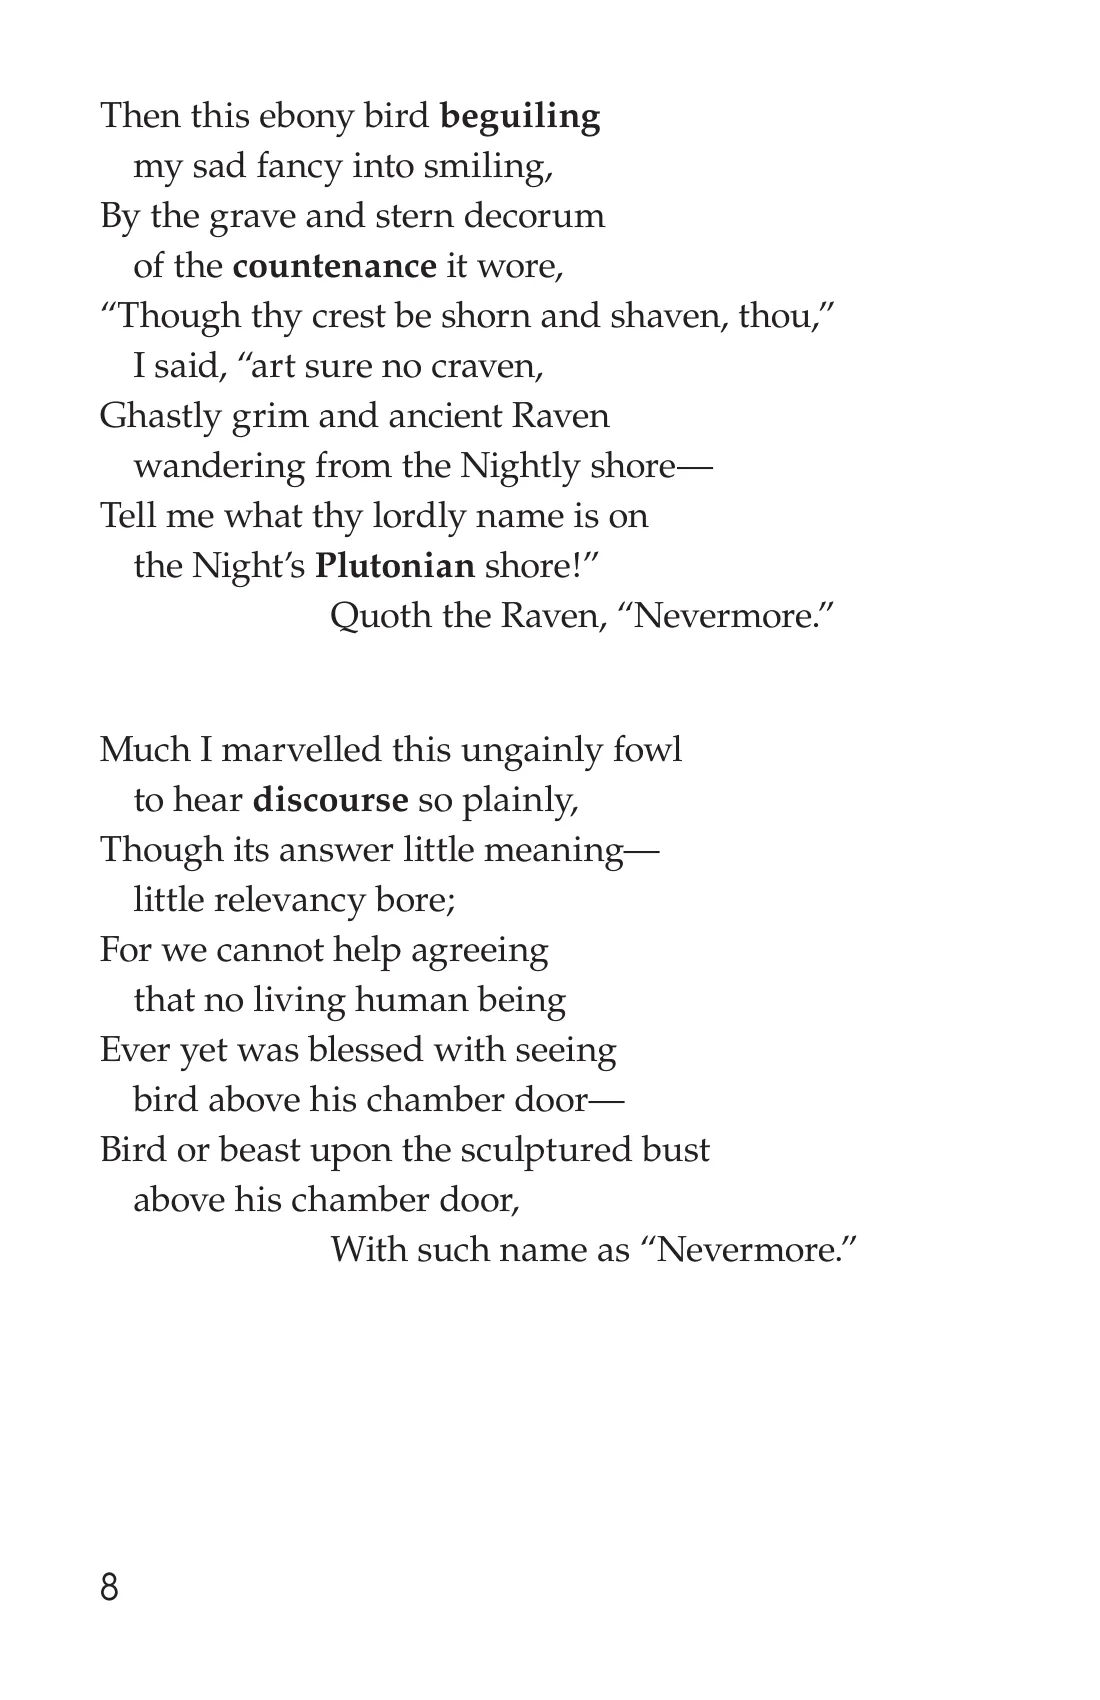 Then this ebony bird beguiling
my sad fancy into smiling,
By the grave and stern decorum
of the countenance it wore,
“Though thy crest be shorn and shaven, thou,”
I said, “art sure no craven,
Ghastly grim and ancient Raven
wandering from the Nightly shore—
Tell me what thy lordly name is on
the Night’s Plutonian shore!”
Quoth the Raven, “Nevermore.”
Much I marvelled this ungainly fowl
to hear discourse so plainly,
Though its answer little meaning—
little relevancy bore;
For we cannot help agreeing
that no living human being
Ever yet was blessed with seeing
bird above his chamber door—
Bird or beast upon the sculptured bust
above his chamber door,
With such name as “Nevermore.”
8